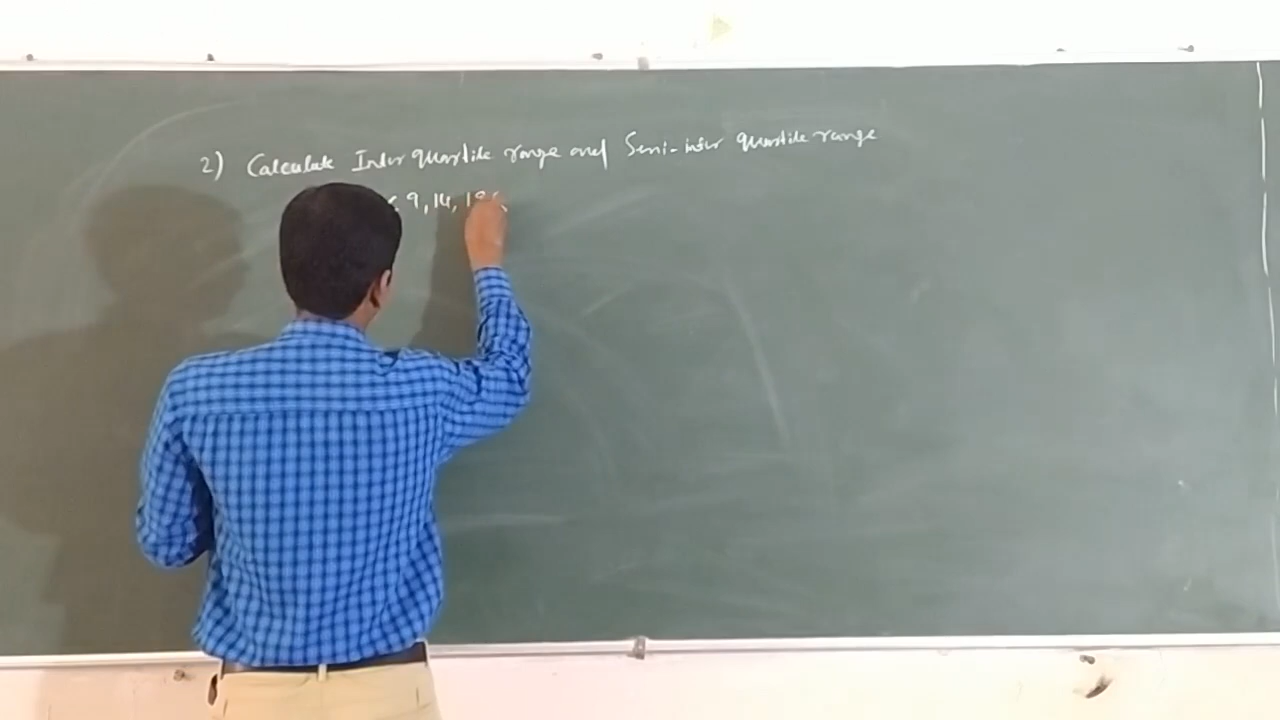 2) Calculate Inter quartile range and Semi-inter quartile range
9, 14,